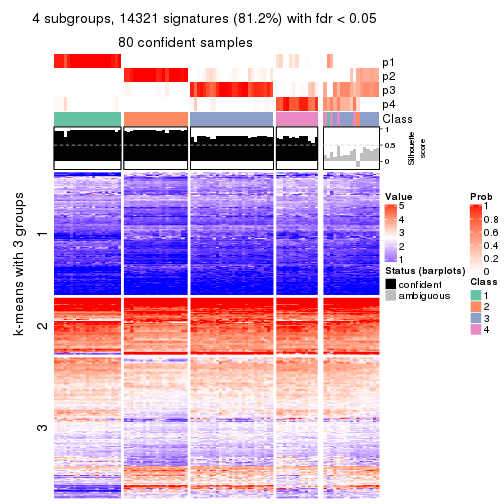 4 subgroups, 14321 signatures (81.2%) with fdr < 0.05
80 confident samples
p1
p2
p3
p4
Class
1
0.5
0
Silhouette
score
k-means with 3 groups
1
2
3
Value
5
4
3
2
1
Status (barplots)
confident
ambiguous
Prob
1
0.8
0.6
0.4
0.2
0
Class
1
2
3
4